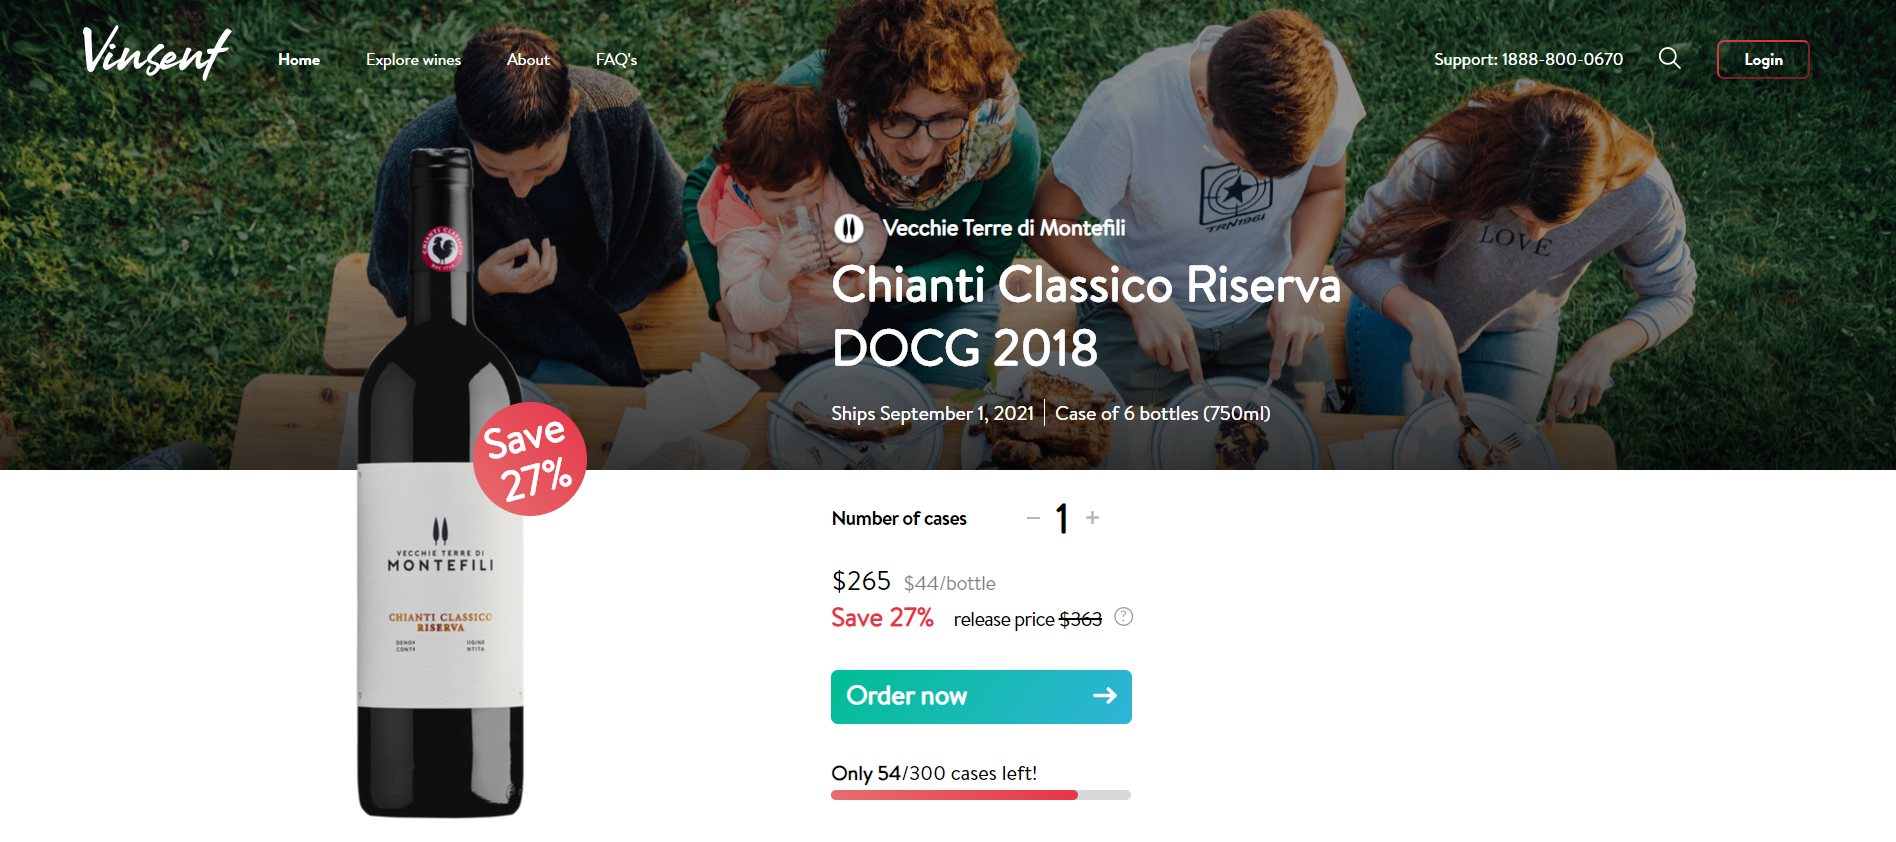 Vinsent
Home
Explore wines
About
FAQ's
Support: 1888-800-0670
Login
TRN1961
LOVE
Vecchie Terre di Montefili
Chianti Classico Riserva
DOCG 2018
Ships September 1, 2021
Case of 6 bottles (750ml)
CHIANTI CLASSICO
Save
27%
VECCHIE TERRE DI
MONTEFILI
CHIANTI CLASSICO
RISERVA
Number of cases
− 1 +
$265 $44/bottle
Save 27% release price $363 ?
Order now →
Only 54/300 cases left!